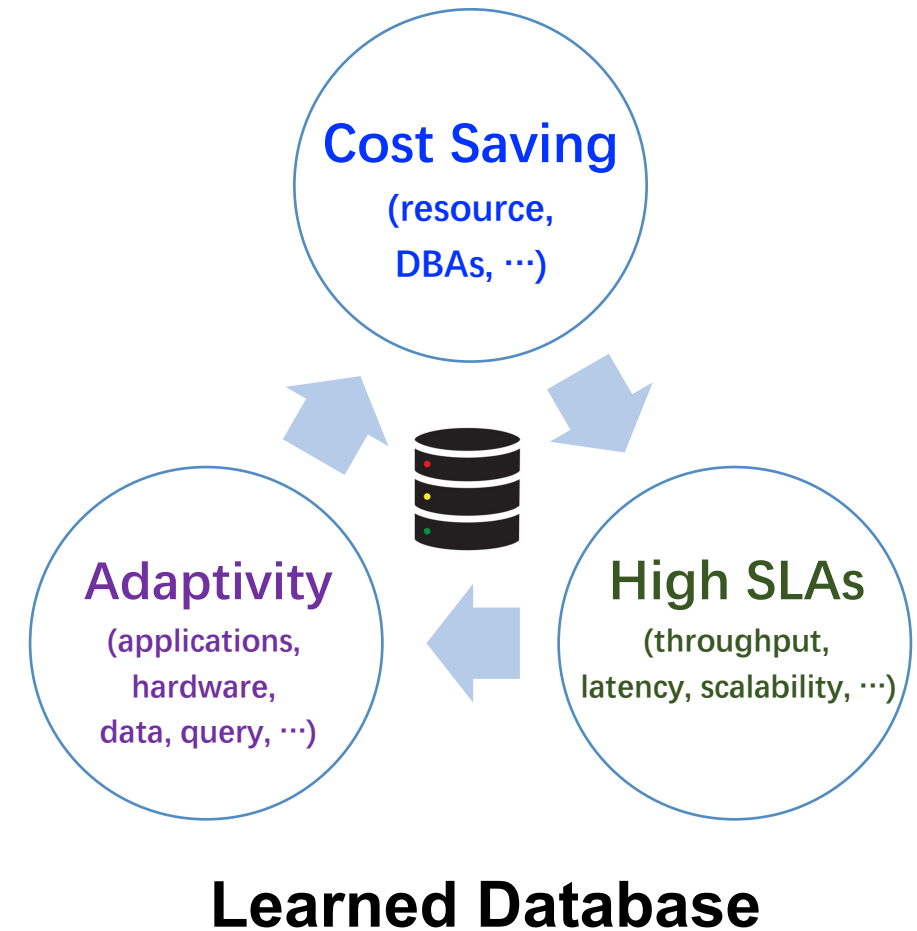 Cost Saving
(resource,
DBAs, ⋯)
Adaptivity
(applications,
hardware,
data, query, ⋯)
High SLAs
(throughput,
latency, scalability, ⋯)
Learned Database